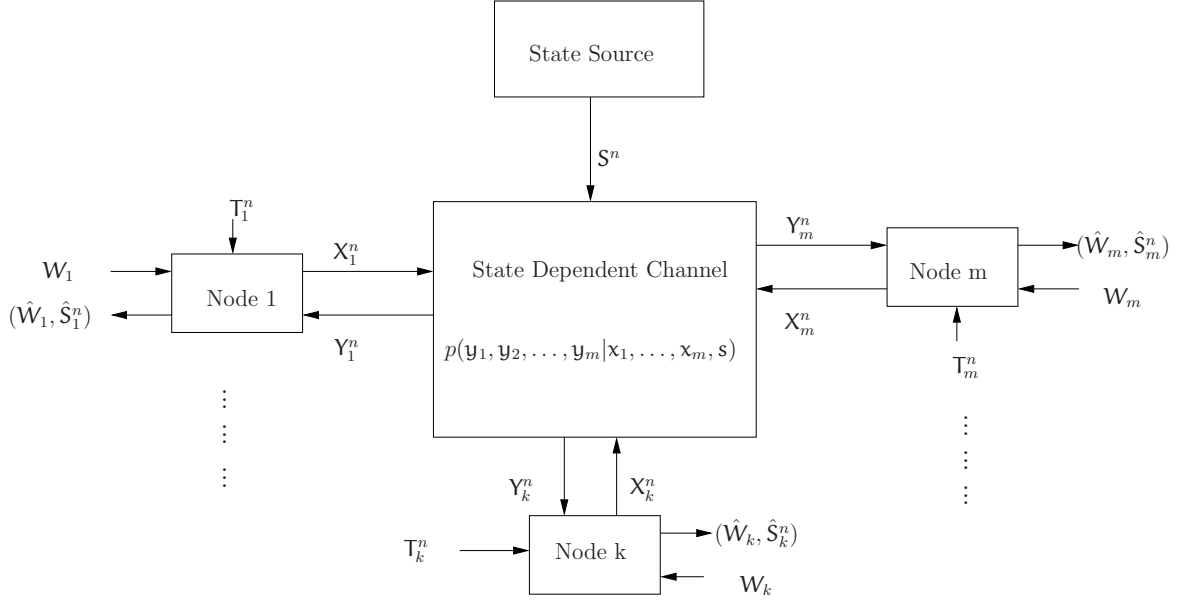 State Source
Sⁿ
T₁ⁿ
W₁
X₁ⁿ
Node 1
(Ŵ₁, Ŝ₁ⁿ)
Y₁ⁿ
State Dependent Channel
p(y₁, y₂, . . . , yₘ|x₁, . . . , xₘ, s)
Yₘⁿ
(Ŵₘ, Ŝₘⁿ)
Node m
Wₘ
Xₘⁿ
Tₘⁿ
Yₖⁿ
Xₖⁿ
(Ŵₖ, Ŝₖⁿ)
Tₖⁿ
Node k
Wₖ